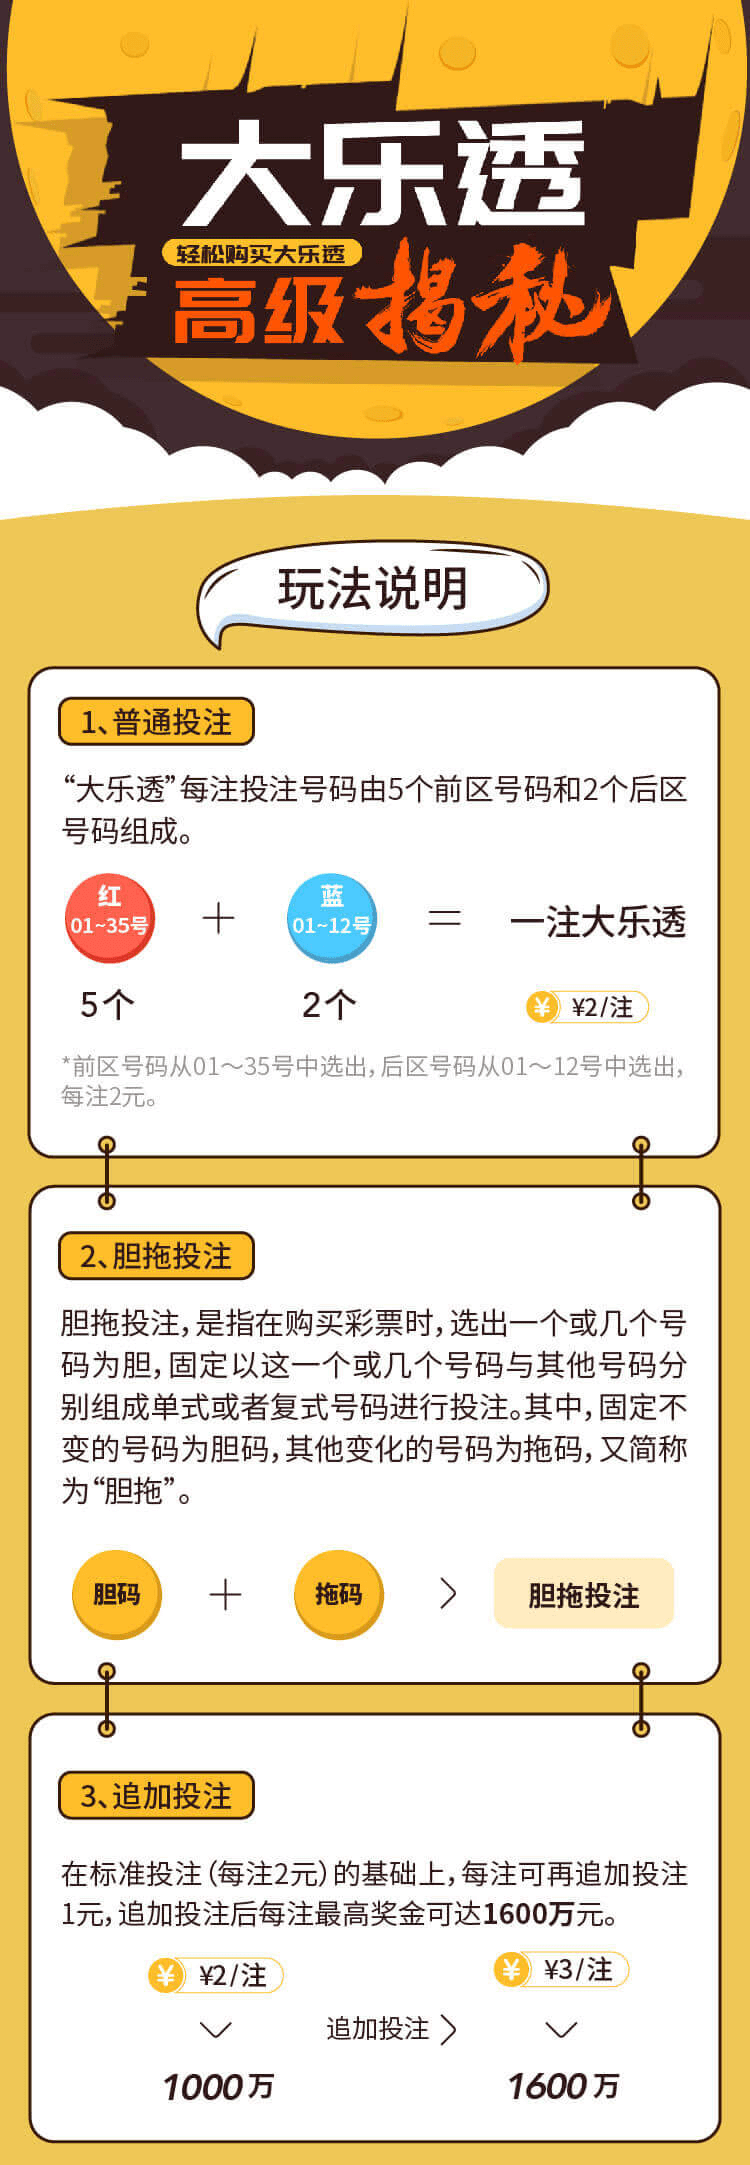 大乐透
轻松购买大乐透
高级揭秘
玩法说明
1、普通投注
“大乐透”每注投注号码由5个前区号码和2个后区
号码组成。
红
01~35号
+
蓝
01~12号
=
一注大乐透
5个
2个
¥ ¥2/注
*前区号码从01～35号中选出，后区号码从01～12号中选出，
每注2元。
2、胆拖投注
胆拖投注，是指在购买彩票时，选出一个或几个号
码为胆，固定以这一个或几个号码与其他号码分
别组成单式或者复式号码进行投注。其中，固定不
变的号码为胆码，其他变化的号码为拖码，又简称
为“胆拖”。
胆码
+
拖码
胆拖投注
3、追加投注
在标准投注（每注2元）的基础上，每注可再追加投注
1元，追加投注后每注最高奖金可达1600万元。
¥ ¥2/注
¥ ¥3/注
追加投注
1000万
1600万